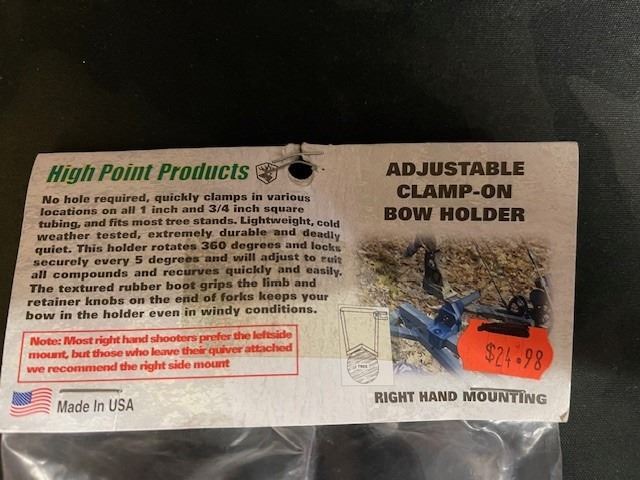 High Point Products
No hole required, quickly clamps in various
locations on all 1 inch and 3/4 inch square
tubing, and fits most tree stands. Lightweight, cold
weather tested, extremely durable and deadly
quiet. This holder rotates 360 degrees and locks
securely every 5 degrees and will adjust to suit
all compounds and recurves quickly and easily.
The textured rubber boot grips the limb and
retainer knobs on the end of forks keeps your
bow in the holder even in windy conditions.
Note: Most right hand shooters prefer the leftside
mount, but those who leave their quiver attached
we recommend the right side mount
Made In USA
ADJUSTABLE
CLAMP-ON
BOW HOLDER
TREE
$24.98
RIGHT HAND MOUNTING